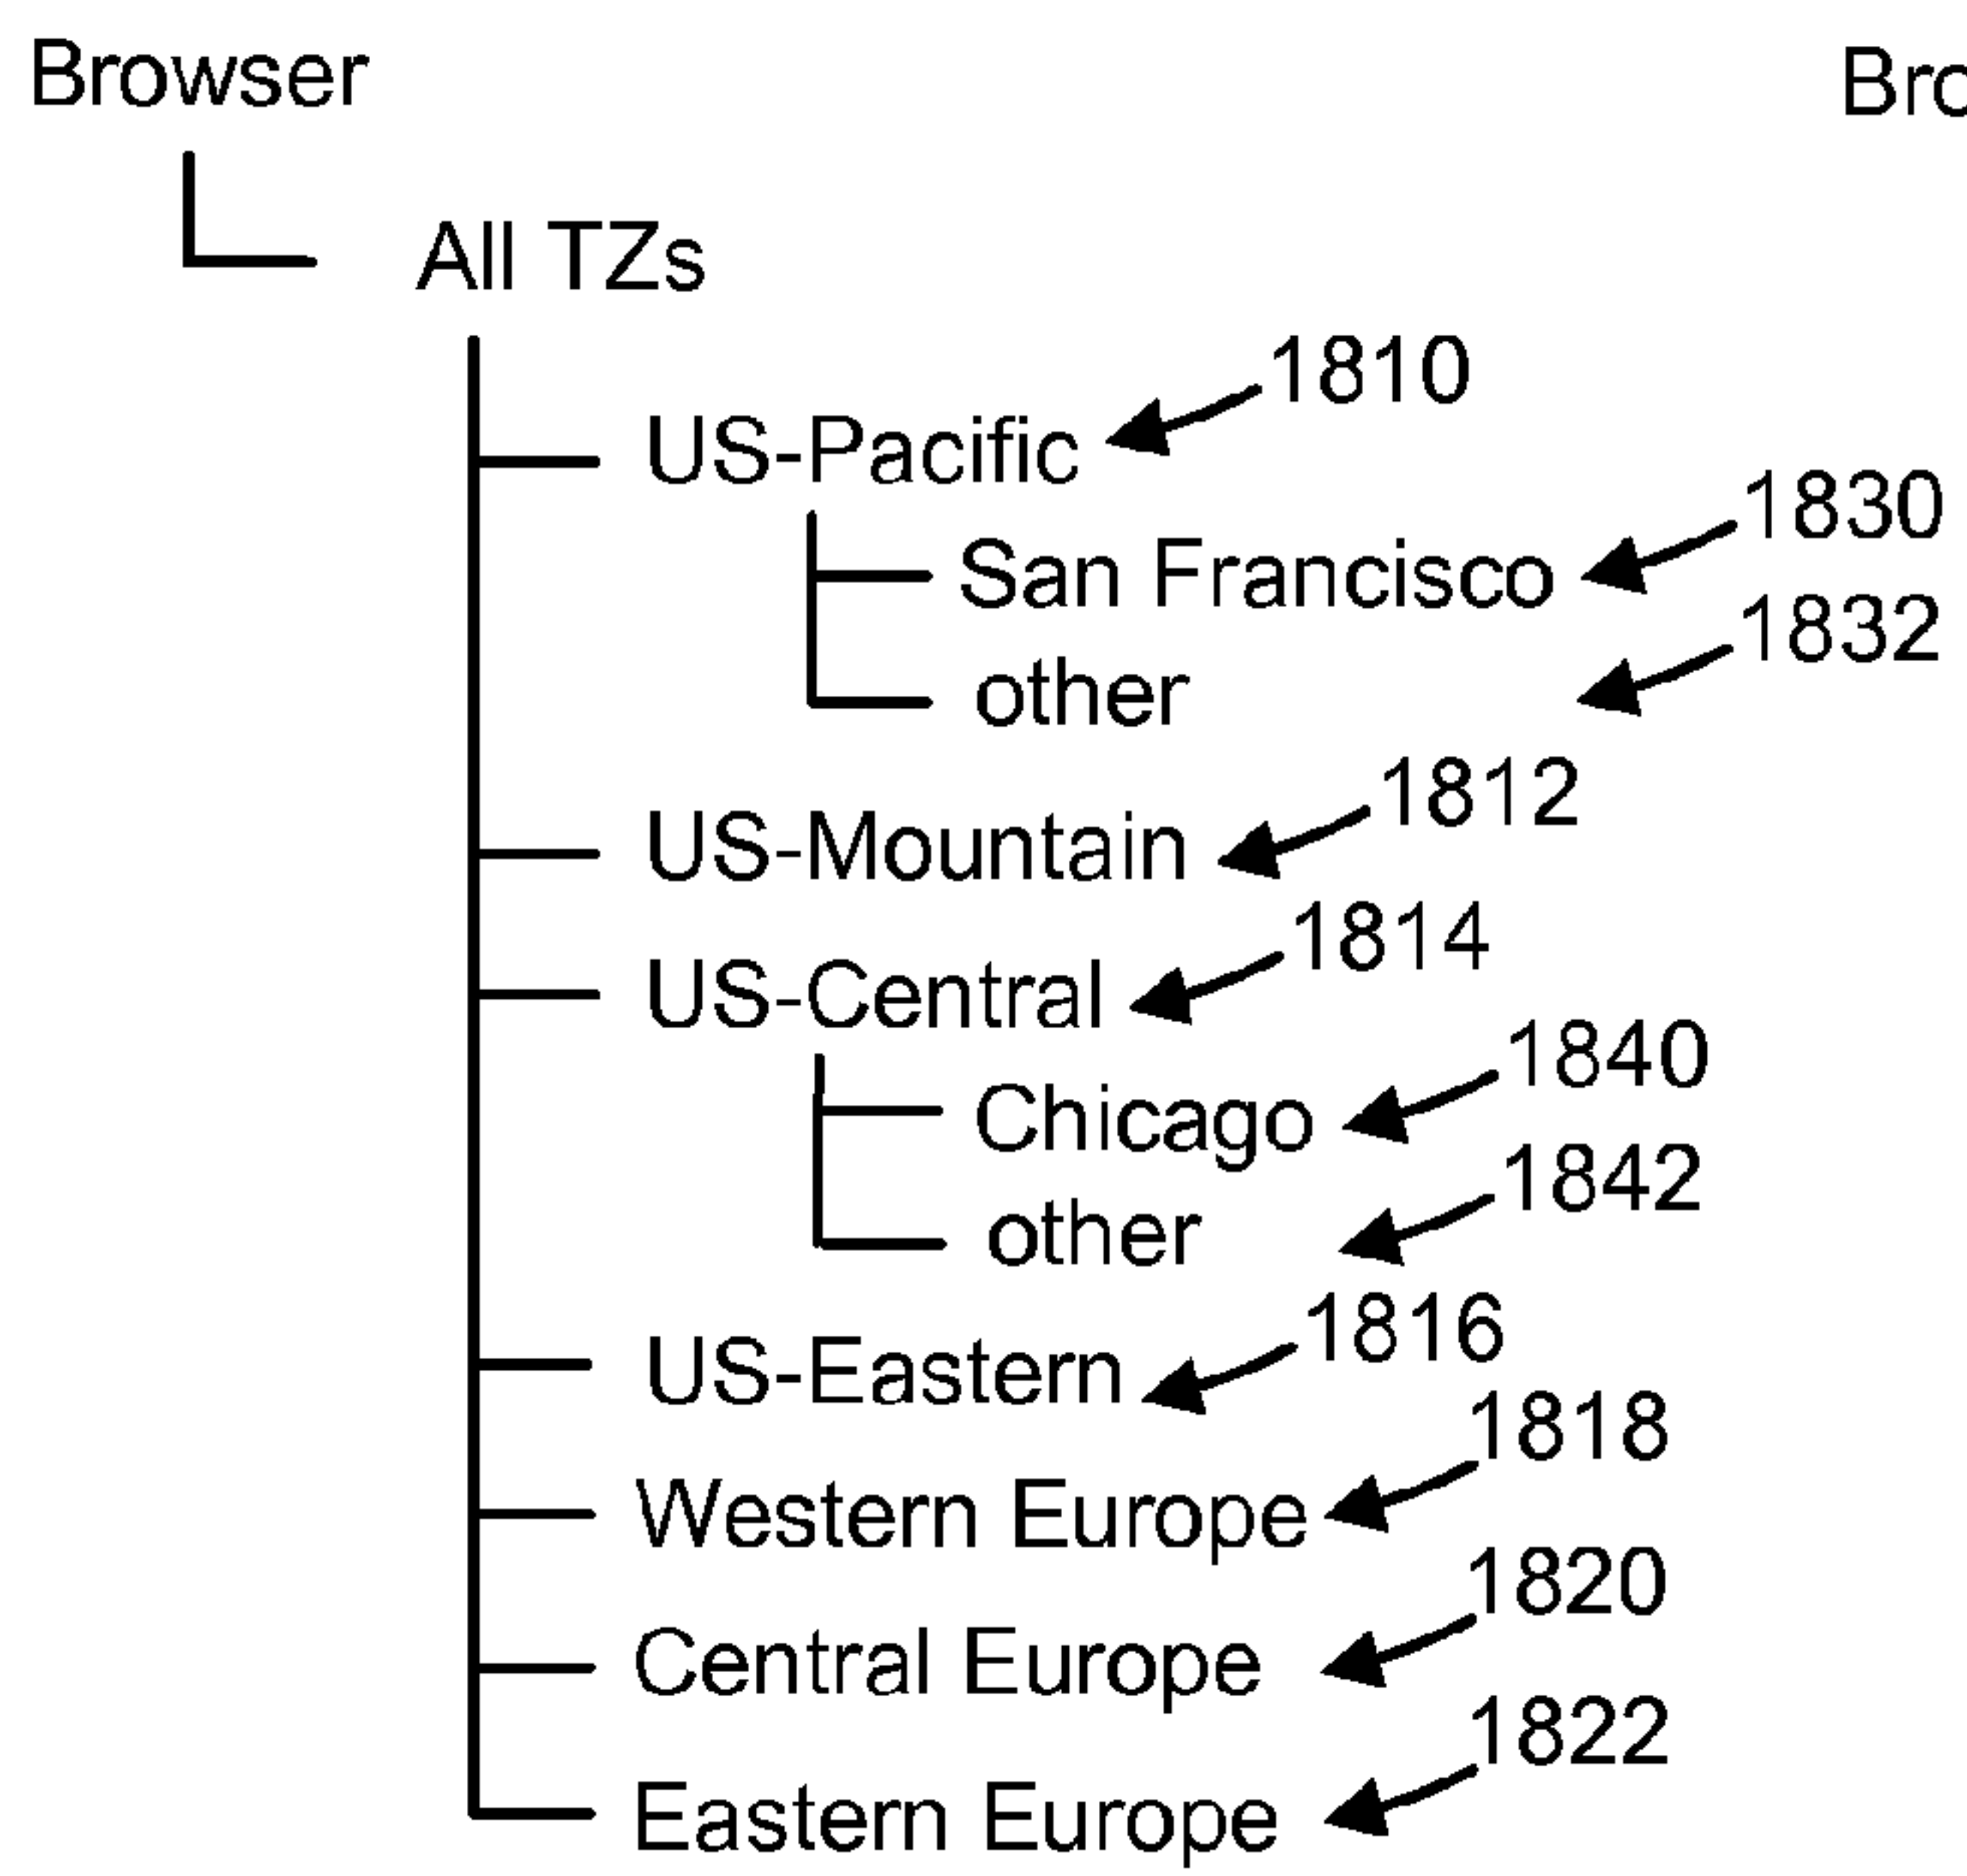 Browser
Bro
All TZs
1810
US-Pacific
1830
San Francisco
1832
other
1812
US-Mountain
1814
US-Central
1840
Chicago
1842
other
1816
US-Eastern
1818
Western Europe
1820
Central Europe
1822
Eastern Europe